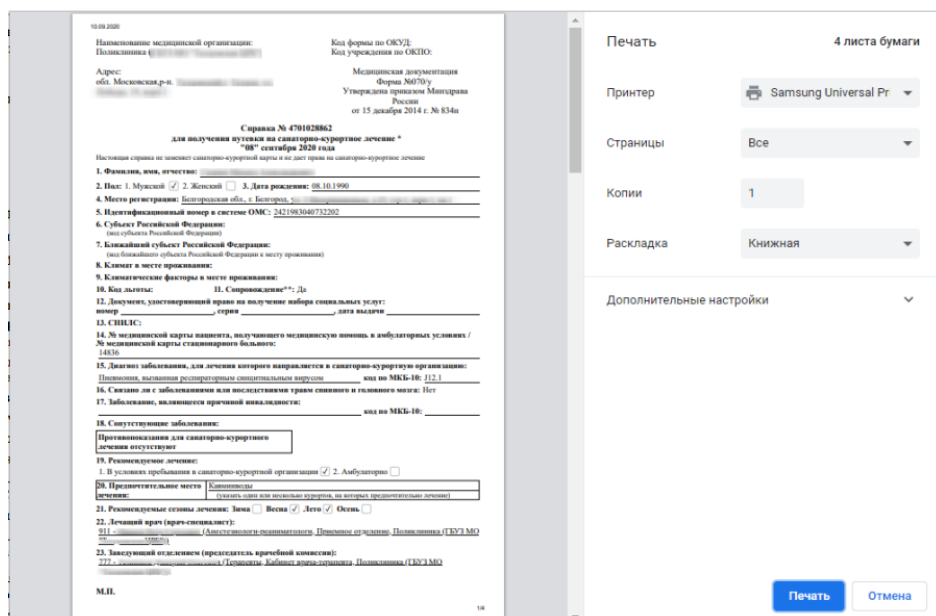 10.09.2020
Наименование медицинской организации:
Поликлиника (
Код формы по ОКУД:
Код учреждения по ОКПО:
Адрес:
обл. Московская,р-н.
Медицинская документация
Форма №070/у
Утверждена приказом Минздрава
России
от 15 декабря 2014 г. № 834н
Справка № 4701028862
для получения путевки на санаторно-курортное лечение *
"08" сентября 2020 года
Настоящая справка не заменяет санаторно-курортной карты и не дает права на санаторно-курортное лечение
1. Фамилия, имя, отчество:
2. Пол: 1. Мужской ✓ 2. Женский 3. Дата рождения: 08.10.1990
4. Место регистрации: Белгородская обл., г. Белгород,
5. Идентификационный номер в системе ОМС: 2421983040732202
6. Субъект Российской Федерации:
(код субъекта Российской Федерации)
7. Ближайший субъект Российской Федерации:
(код ближайшего субъекта Российской Федерации к месту проживания)
8. Климат в месте проживания:
9. Климатические факторы в месте проживания:
10. Код льготы: 11. Сопровождение**: Да
12. Документ, удостоверяющий право на получение набора социальных услуг:
номер , серия , дата выдачи
13. СНИЛС:
14. № медицинской карты пациента, получающего медицинскую помощь в амбулаторных условиях /
№ медицинской карты стационарного больного:
14836
15. Диагноз заболевания, для лечения которого направляется в санаторно-курортную организацию:
Пневмония, вызванная респираторным синцитиальным вирусом код по МКБ-10: J12.1
16. Связано ли с заболеваниями или последствиями травм спинного и головного мозга: Нет
17. Заболевание, являющееся причиной инвалидности:
код по МКБ-10:
18. Сопутствующие заболевания:
Противопоказания для санаторно-курортного
лечения отсутствуют
19. Рекомендуемое лечение:
1. В условиях пребывания в санаторно-курортной организации ✓ 2. Амбулаторно
20. Предпочтительное место лечения:
Кавминводы
(указать один или несколько курортов, на которых предпочтительно лечение)
21. Рекомендуемые сезоны лечения: Зима Весна ✓ Лето ✓ Осень
22. Лечащий врач (врач-специалист):
911 - (Анестезиологи-реаниматологи, Приемное отделение, Поликлиника (ГБУЗ МО
23. Заведующий отделением (председатель врачебной комиссии):
777 - (Терапевты, Кабинет врача-терапевта, Поликлиника (ГБУЗ МО
М.П.
1/4
Печать 4 листа бумаги
Принтер Samsung Universal Pr
Страницы Все
Копии 1
Раскладка Книжная
Дополнительные настройки
Печать Отмена